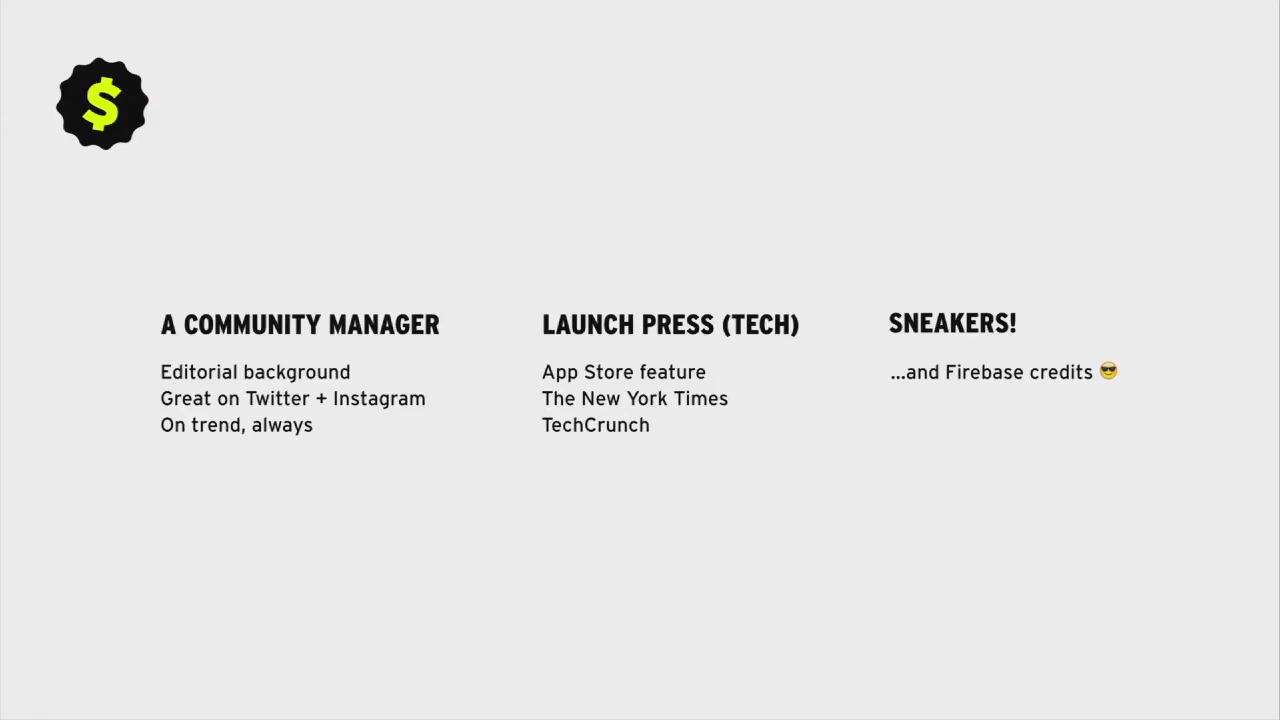 $
A COMMUNITY MANAGER
Editorial background
Great on Twitter + Instagram
On trend, always
LAUNCH PRESS (TECH)
App Store feature
The New York Times
TechCrunch
SNEAKERS!
...and Firebase credits 😎